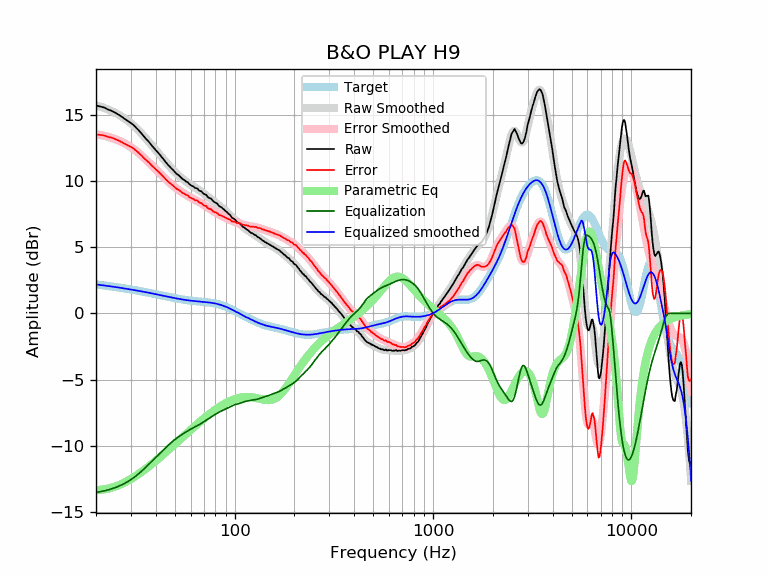 B&O PLAY H9
Target
Raw Smoothed
Error Smoothed
Raw
Error
Parametric Eq
Equalization
Equalized smoothed
15
10
5
0
−5
−10
−15
Amplitude (dBr)
100
1000
10000
Frequency (Hz)